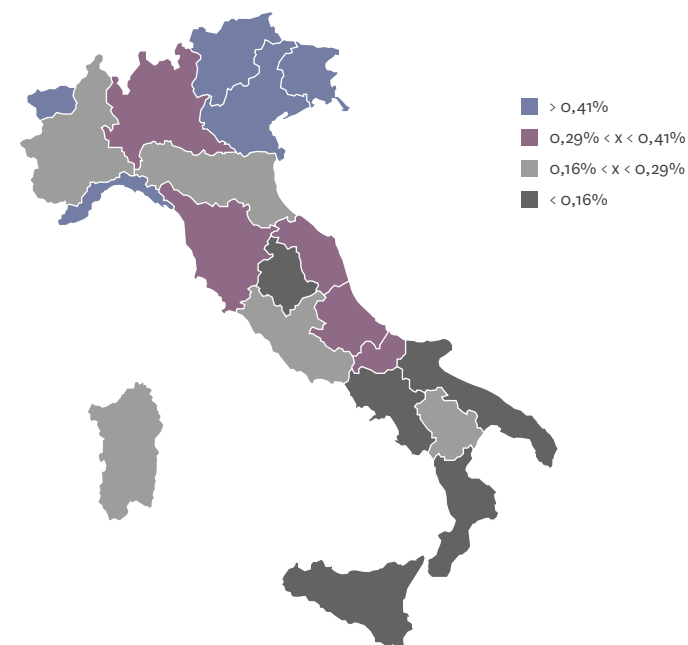 > 0,41%
0,29% < x < 0,41%
0,16% < x < 0,29%
< 0,16%